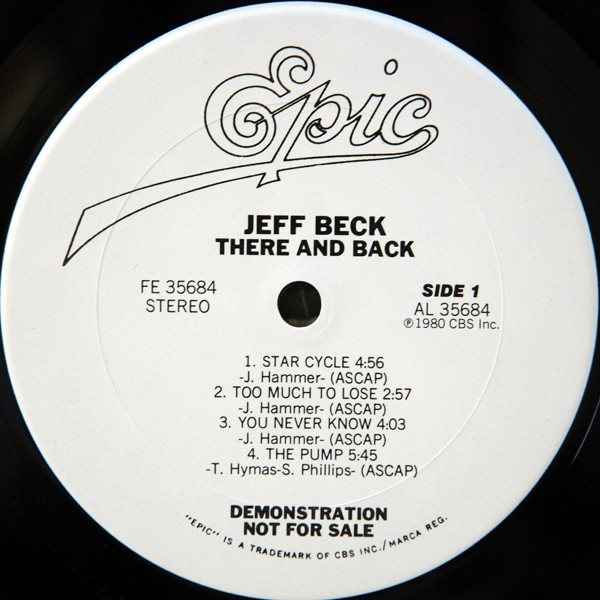 Epic
JEFF BECK
THERE AND BACK
FE 35684
STEREO
SIDE 1
AL 35684
℗1980 CBS Inc.
1. STAR CYCLE 4:56
-J. Hammer- (ASCAP)
2. TOO MUCH TO LOSE 2:57
-J. Hammer- (ASCAP)
3. YOU NEVER KNOW 4:03
-J. Hammer- (ASCAP)
4. THE PUMP 5:45
-T. Hymas-S. Phillips- (ASCAP)
DEMONSTRATION
NOT FOR SALE
"EPIC" IS A TRADEMARK OF CBS INC./MARCA REG.